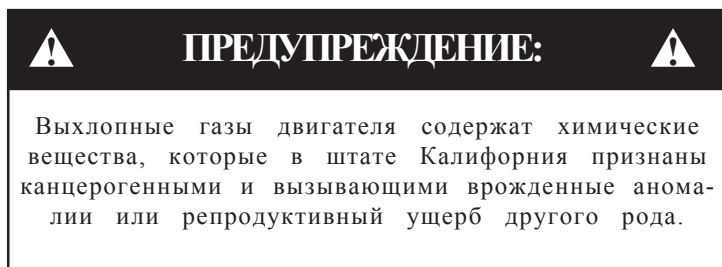 ПРЕДУПРЕЖДЕНИЕ:
Выхлопные газы двигателя содержат химические
вещества, которые в штате Калифорния признаны
канцерогенными и вызывающими врожденные анома-
лии или репродуктивный ущерб другого рода.